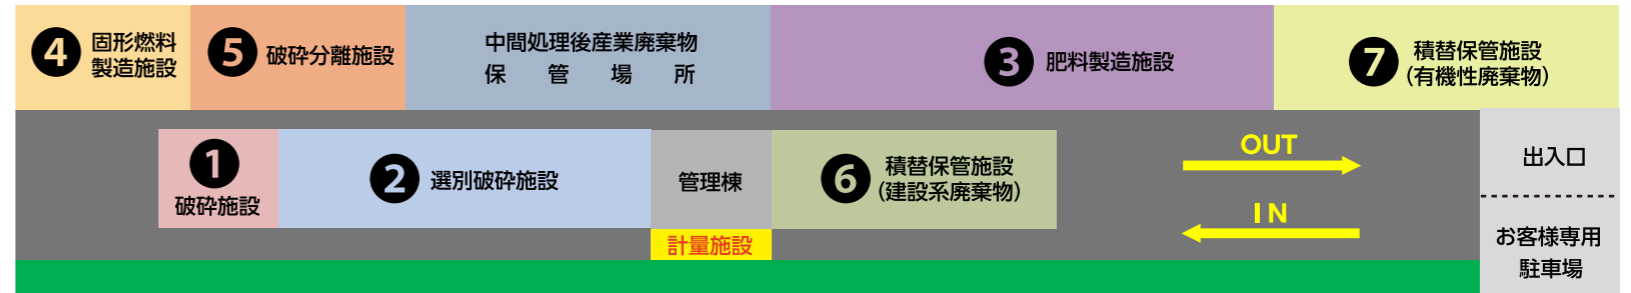 4 固形燃料
製造施設
5 破砕分離施設
中間処理後産業廃棄物
保管場所
3 肥料製造施設
7 積替保管施設
(有機性廃棄物)
1
破砕施設
2 選別破砕施設
管理棟
計量施設
6 積替保管施設
(建設系廃棄物)
OUT
IN
出入口
お客様専用
駐車場